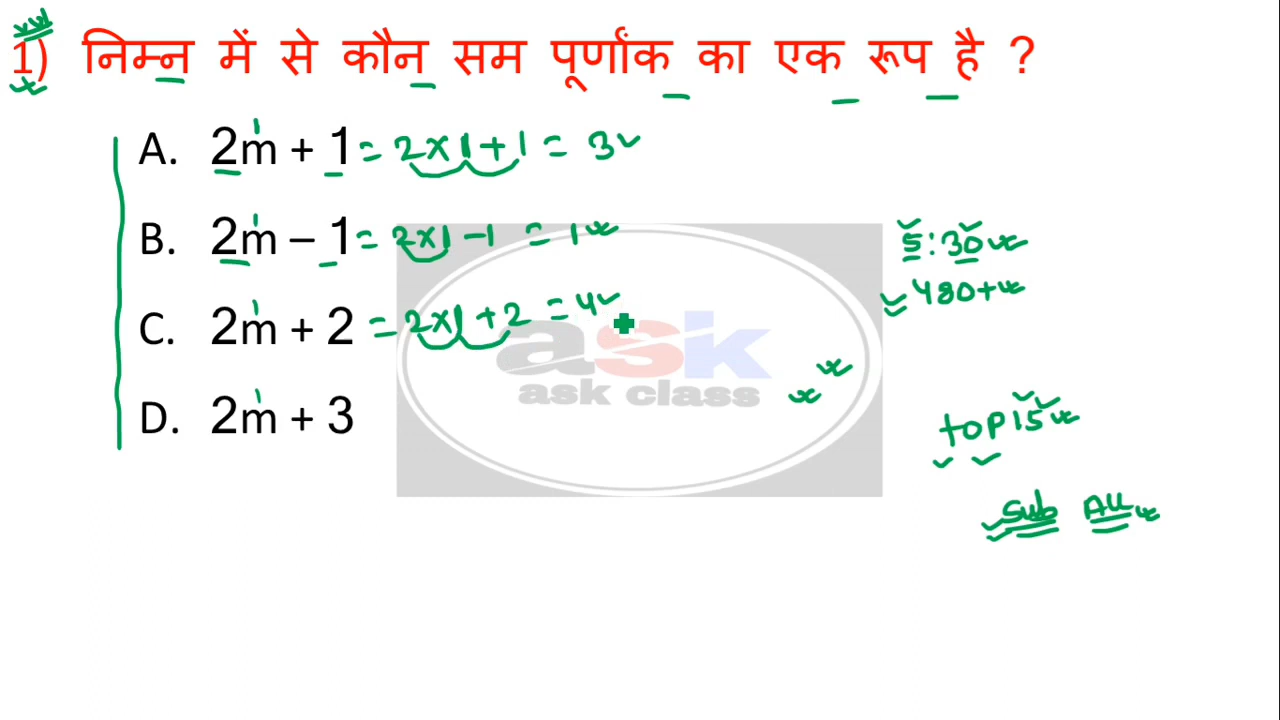 1) निम्न में से कौन सम पूर्णांक का एक रूप है ?
A. 2m + 1 = 2×1+1 = 3
B. 2m – 1 = 2×1-1 = 1
C. 2m + 2 = 2×1+2 = 4
D. 2m + 3
5:30
480+
ask
ask class
top15
Sub All